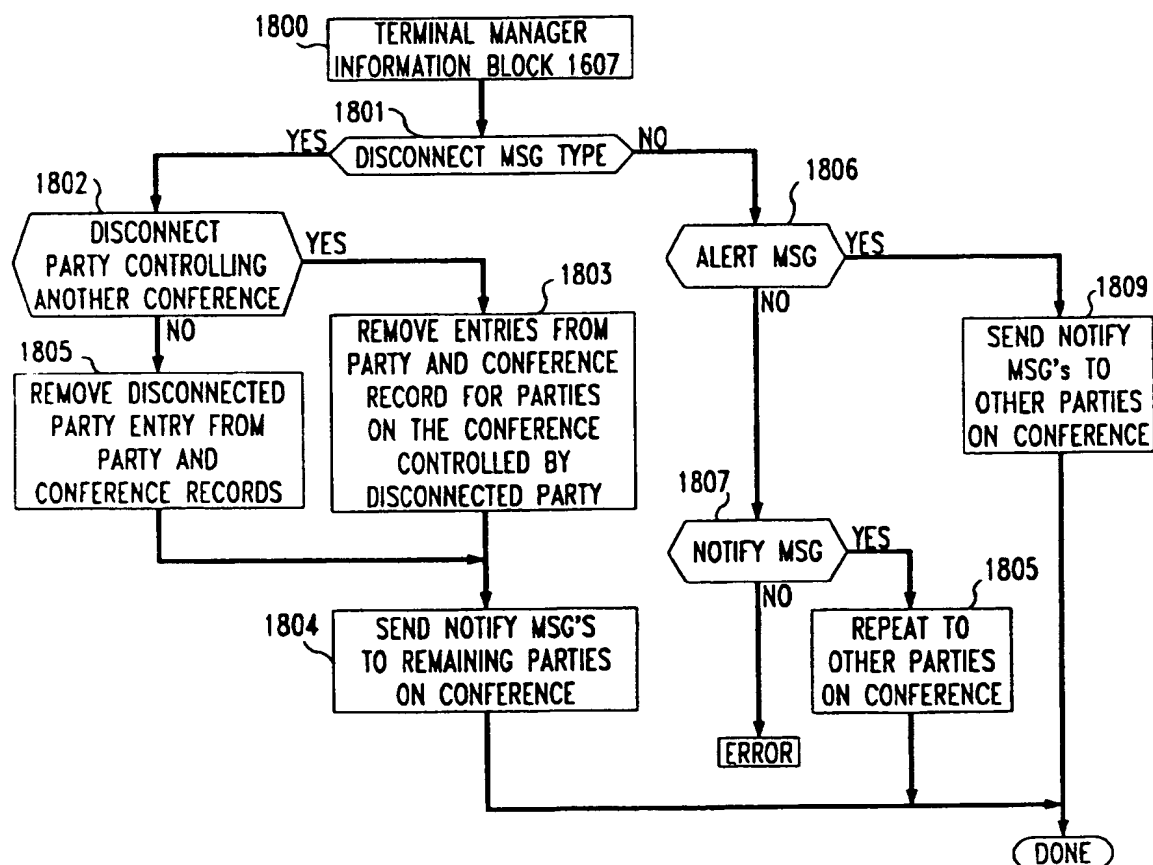 1800
TERMINAL MANAGER
INFORMATION BLOCK 1607
1801
YES
DISCONNECT MSG TYPE
NO
1802
DISCONNECT
PARTY CONTROLLING
ANOTHER CONFERENCE
YES
NO
1803
REMOVE ENTRIES FROM
PARTY AND CONFERENCE
RECORD FOR PARTIES
ON THE CONFERENCE
CONTROLLED BY
DISCONNECTED PARTY
1805
REMOVE DISCONNECTED
PARTY ENTRY FROM
PARTY AND
CONFERENCE RECORDS
1804
SEND NOTIFY MSG'S
TO REMAINING PARTIES
ON CONFERENCE
1806
ALERT MSG
YES
NO
1809
SEND NOTIFY
MSG's TO
OTHER PARTIES
ON CONFERENCE
1807
NOTIFY MSG
YES
NO
1805
REPEAT TO
OTHER PARTIES
ON CONFERENCE
ERROR
DONE